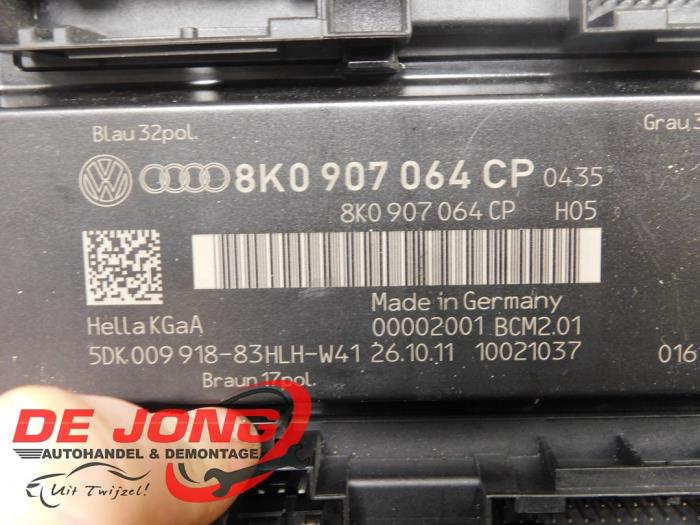 Blau 32pol.
Grau 3
8K0 907 064 CP 0435
8K0 907 064 CP H05
Made in Germany
Hella KGaA 00002001 BCM2.01
5DK 009 918-83HLH-W41 26.10.11 10021037 016
Braun 17pol.
DE JONG
AUTOHANDEL & DEMONTAGE
Uit Twijzel!